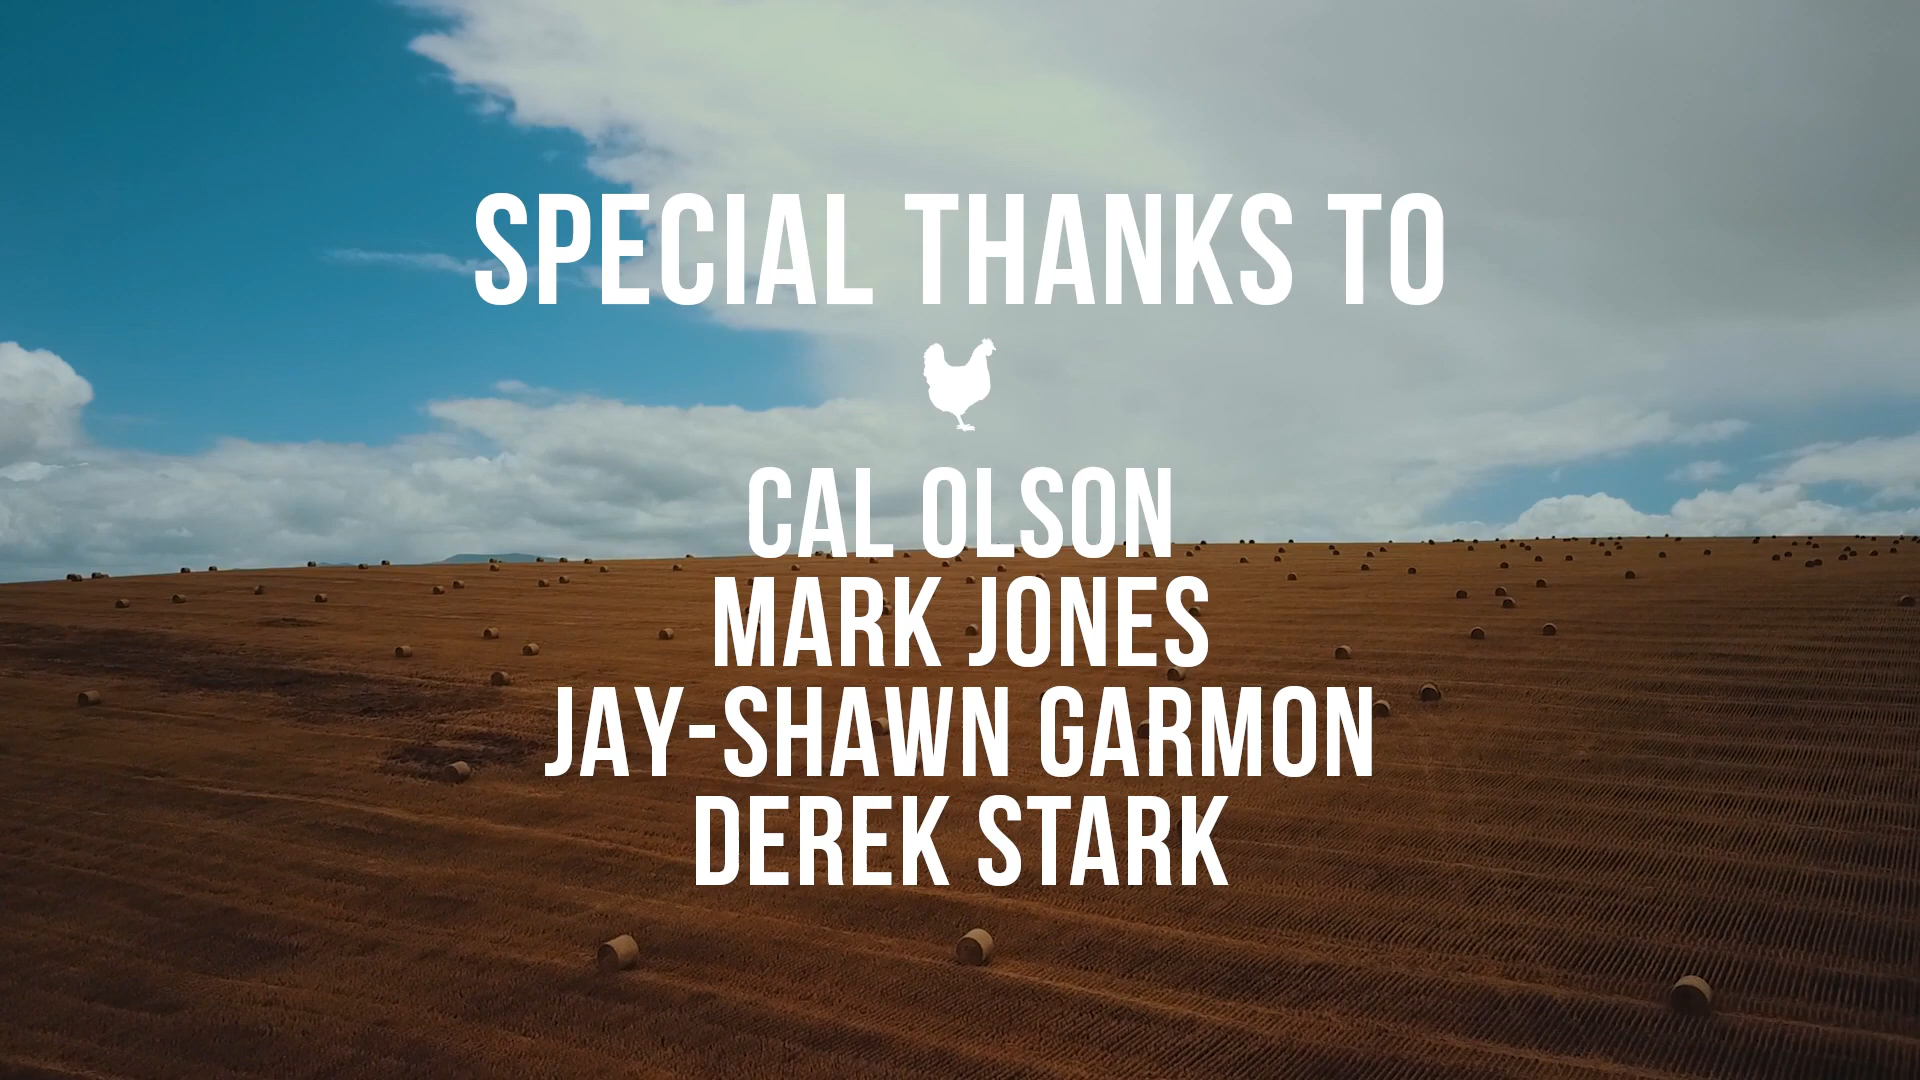 SPECIAL THANKS TO
CAL OLSON
MARK JONES
JAY-SHAWN GARMON
DEREK STARK